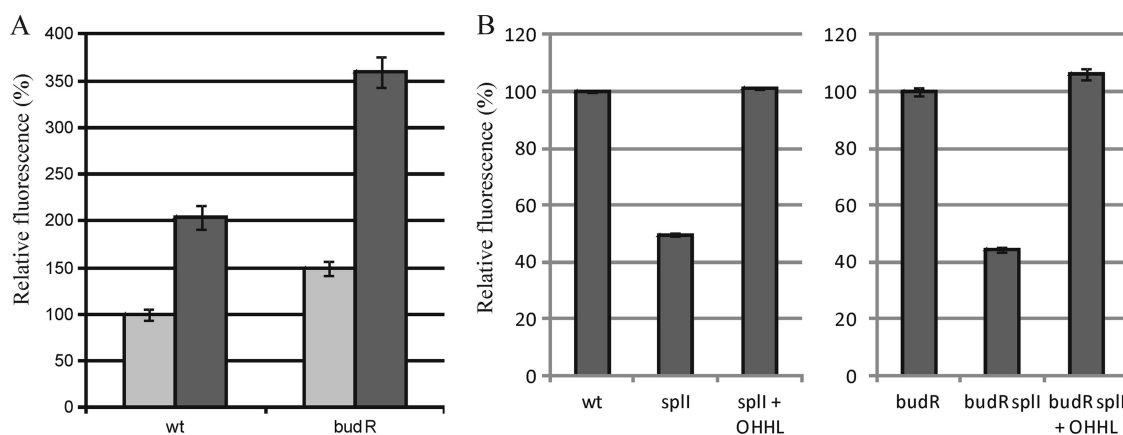 A
Relative fluorescence (%)
400
350
300
250
200
150
100
50
0
wt
budR
B
Relative fluorescence (%)
120
100
80
60
40
20
0
wt
splI
splI +
OHHL
120
100
80
60
40
20
0
budR
budR splI
budR splI
+ OHHL